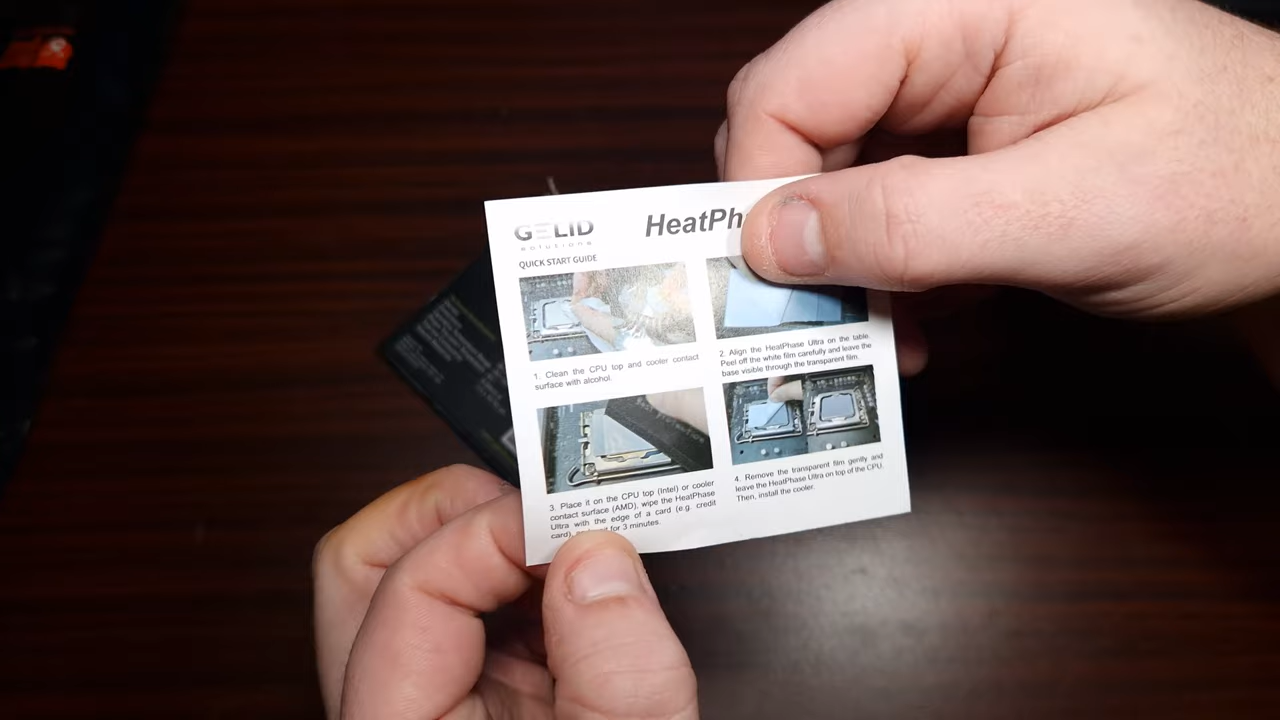 GELID
solutions
HeatPh
QUICK START GUIDE
1. Clean the CPU top and cooler contact
surface with alcohol.
2. Align the HeatPhase Ultra on the table.
Peel off the white film carefully and leave the
base visible through the transparent film.
3. Place it on the CPU top (Intel) or cooler
contact surface (AMD), wipe the HeatPhase
Ultra with the edge of a card (e.g. credit
card), for 3 minutes.
4. Remove the transparent film gently and
leave the HeatPhase Ultra on top of the CPU.
Then, install the cooler.